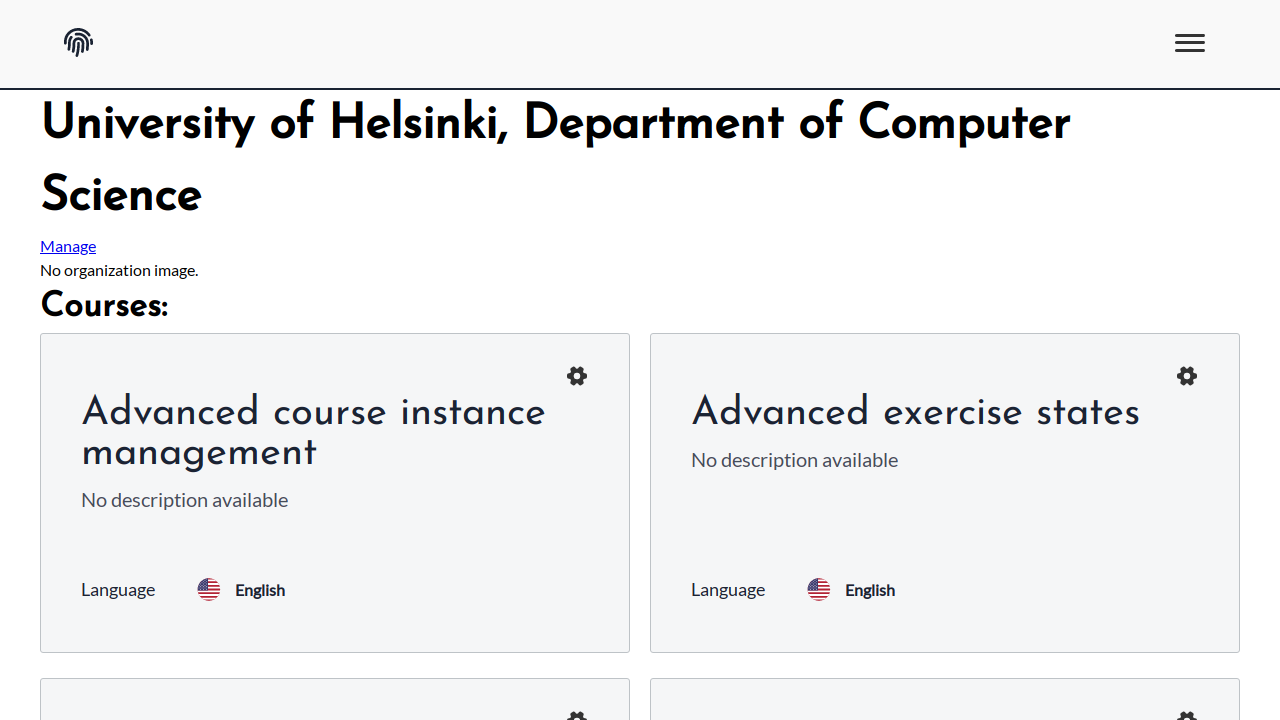 University of Helsinki, Department of Computer
Science
Manage
No organization image.
Courses:
Advanced course instance
management
No description available
Language
English
Advanced exercise states
No description available
Language
English